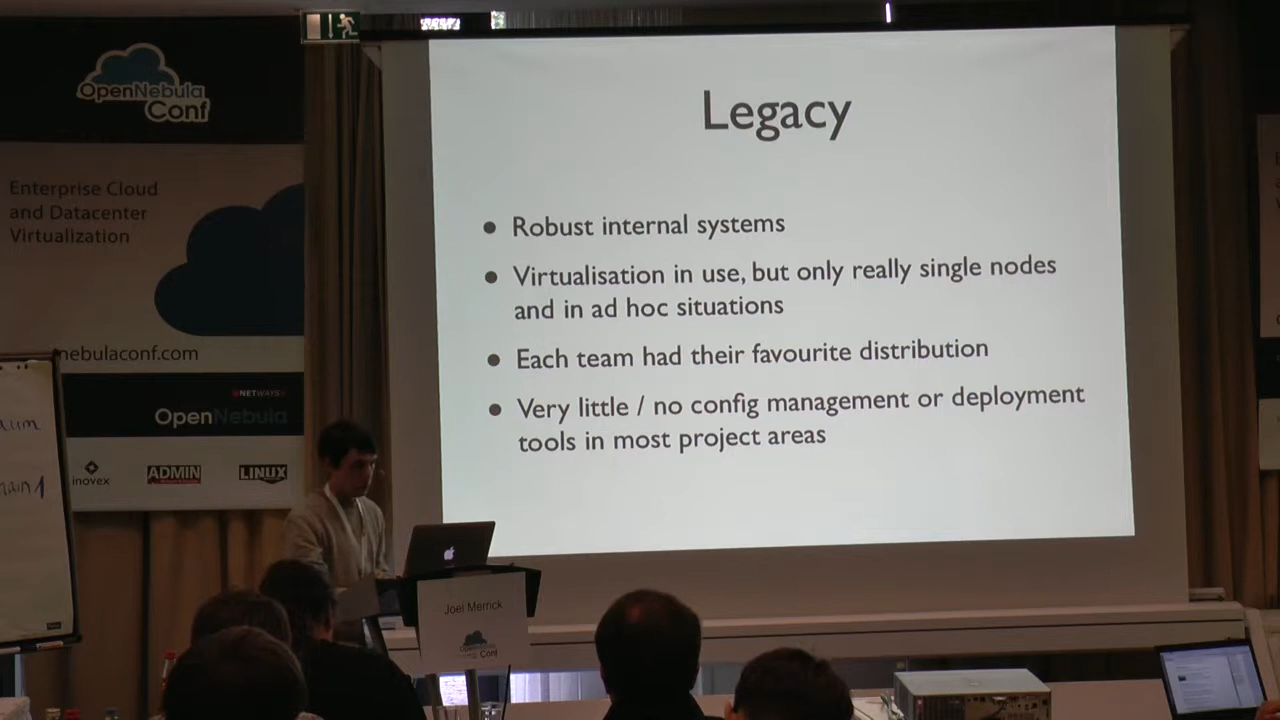 OpenNebula
Conf
Enterprise Cloud
and Datacenter
Virtualization
nebulaconf.com
NETWAYS
OpenNebula
inovex
ADMIN
LINUX
Legacy
• Robust internal systems
• Virtualisation in use, but only really single nodes
and in ad hoc situations
• Each team had their favourite distribution
• Very little / no config management or deployment
tools in most project areas
Joel Merrick
OpenNebula
Conf